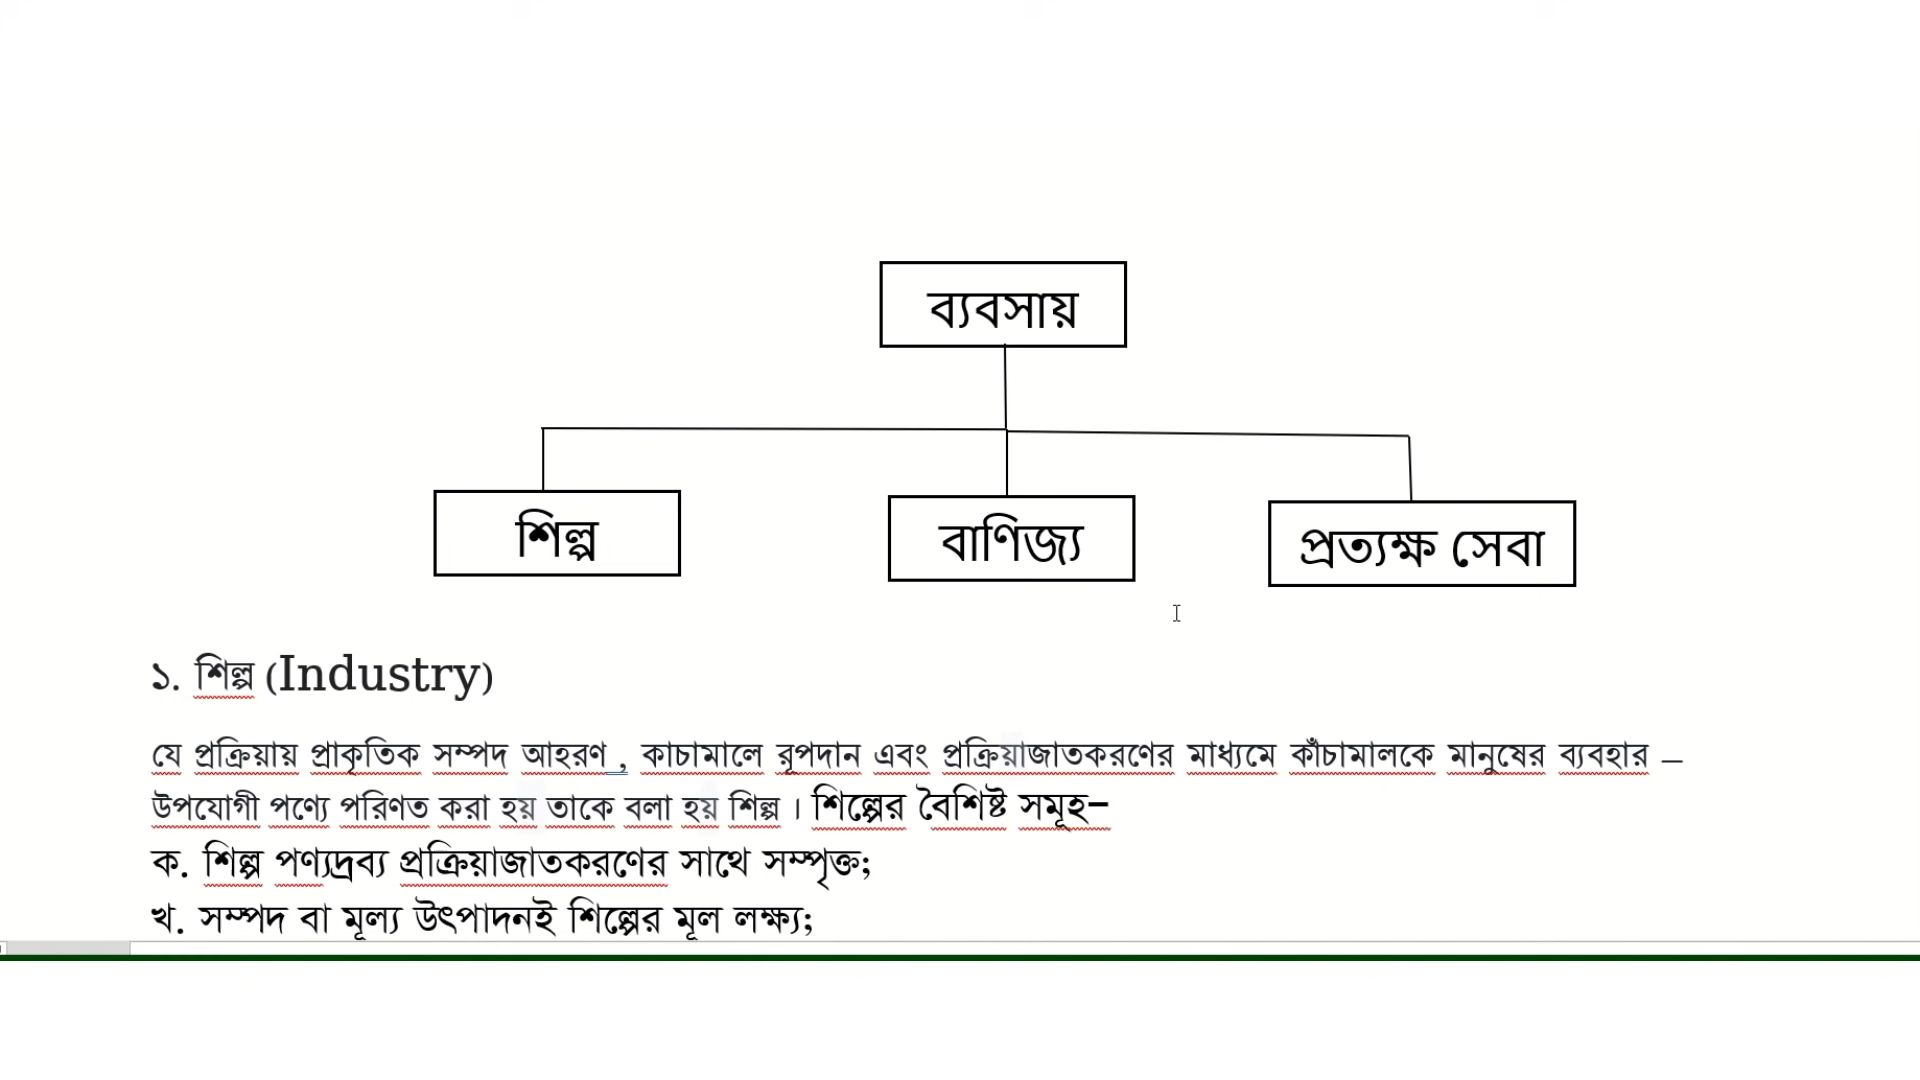 ব্যবসায়
শিল্প
বাণিজ্য
প্রত্যক্ষ সেবা
১. শিল্প (Industry)
যে প্রক্রিয়ায় প্রাকৃতিক সম্পদ আহরণ , কাচামালে রূপদান এবং প্রক্রিয়াজাতকরণের মাধ্যমে কাঁচামালকে মানুষের ব্যবহার –
উপযোগী পণ্যে পরিণত করা হয় তাকে বলা হয় শিল্প । শিল্পের বৈশিষ্ট সমূহ–
ক. শিল্প পণ্যদ্রব্য প্রক্রিয়াজাতকরণের সাথে সম্পৃক্ত;
খ. সম্পদ বা মূল্য উৎপাদনই শিল্পের মূল লক্ষ্য;